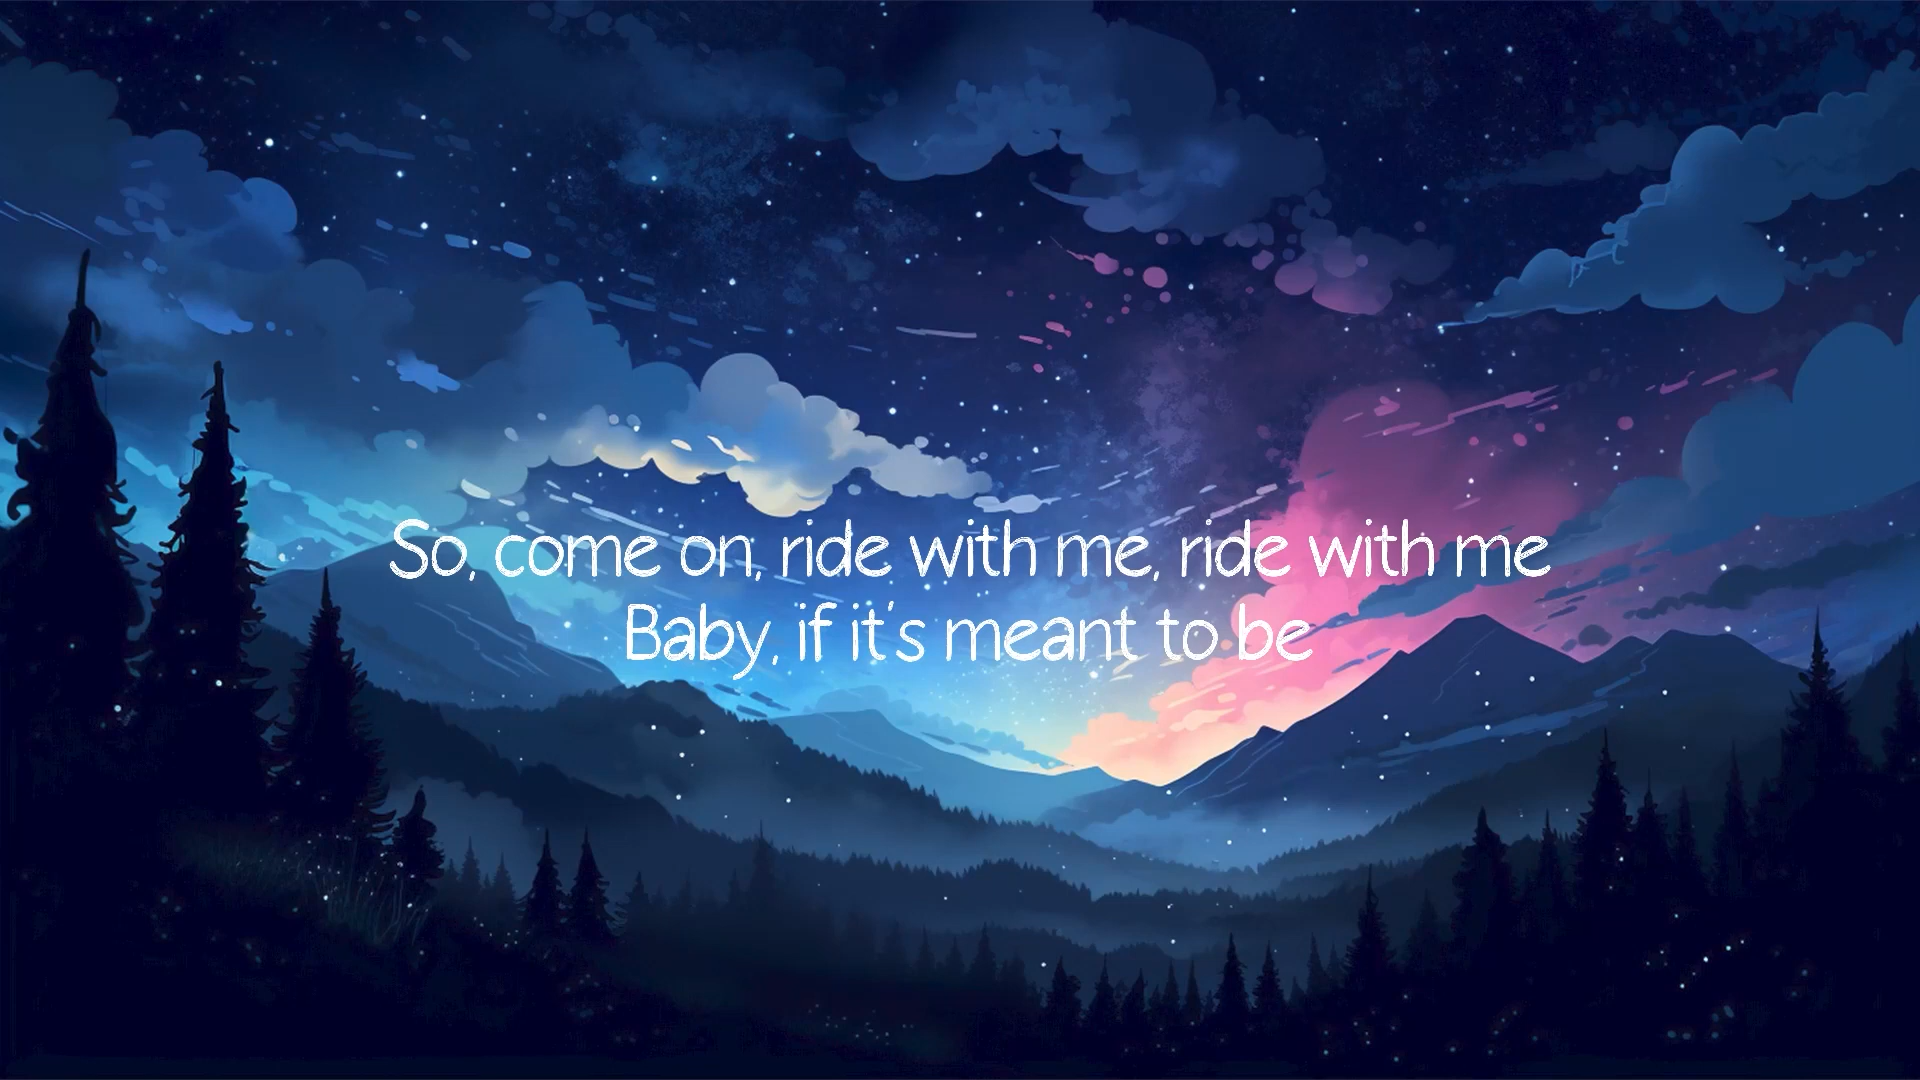 So, come on, ride with me, ride with me
Baby, if it's meant to be